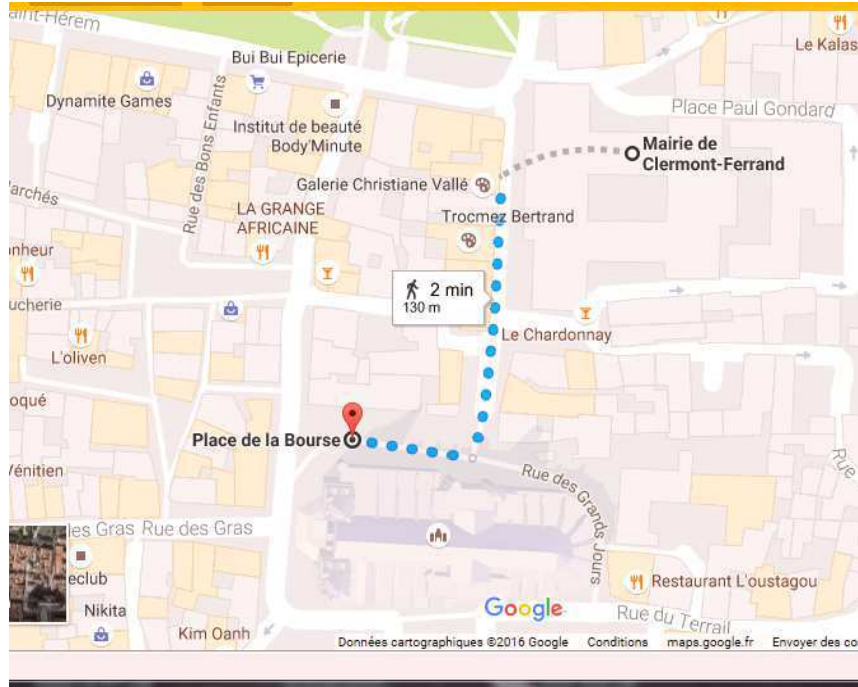 aint-Hérem
Le Kalas
Bui Bui Epicerie
Dynamite Games
Place Paul Gondard
Institut de beauté
Body'Minute
Rue des Bons Enfants
Mairie de
Clermont-Ferrand
Galerie Christiane Vallé
archés
LA GRANGE
AFRICAINE
Trocmez Bertrand
nheur
2 min
130 m
ucherie
Le Chardonnay
L'oliven
oqué
Place de la Bourse
Vénitien
Rue
Rue des Grands Jours
les Gras
Rue des Gras
eclub
Restaurant L'oustagou
Nikita
Google
Rue du Terrail
Kim Oanh
Données cartographiques ©2016 Google
Conditions
maps.google.fr
Envoyer des co